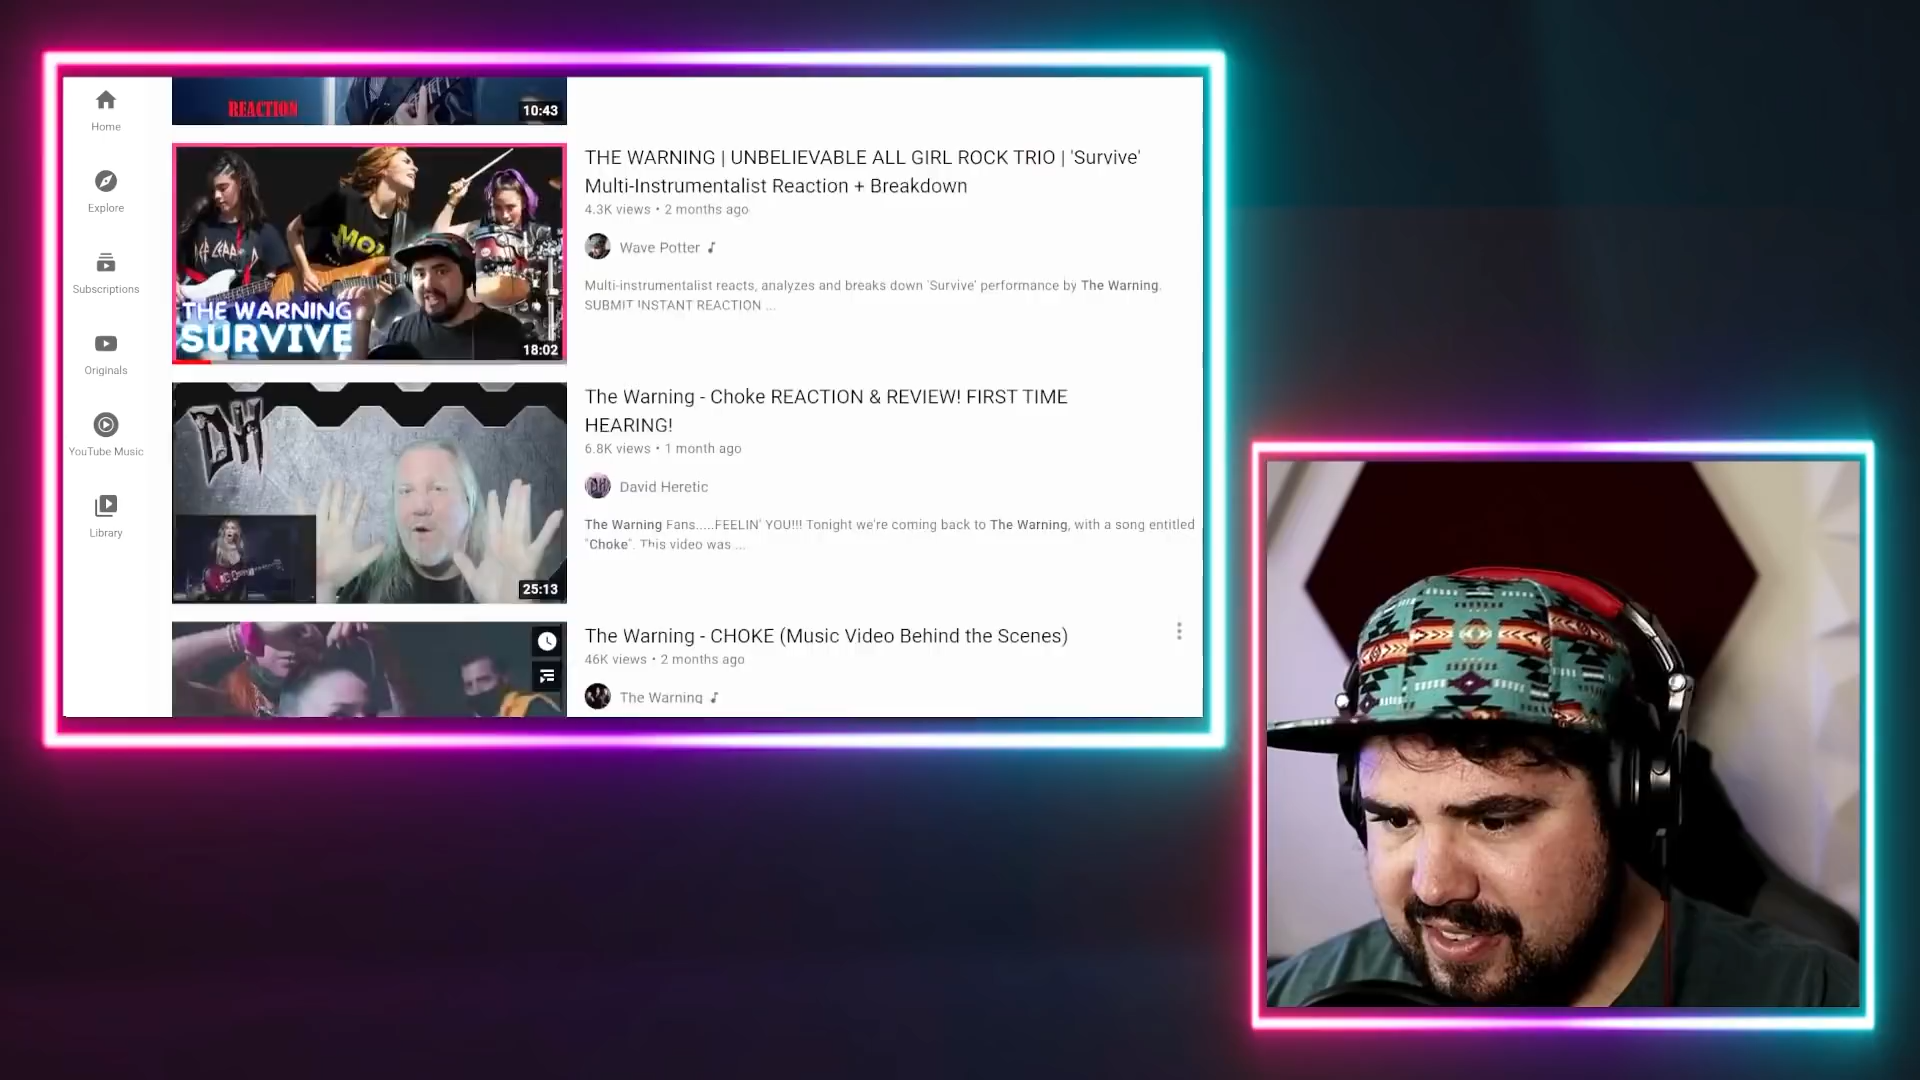 Home
Explore
Subscriptions
Originals
YouTube Music
Library
REACTION
10:43
THE WARNING | UNBELIEVABLE ALL GIRL ROCK TRIO | 'Survive'
Multi-Instrumentalist Reaction + Breakdown
4.3K views • 2 months ago
Wave Potter
Multi-instrumentalist reacts, analyzes and breaks down 'Survive' performance by The Warning.
SUBMIT INSTANT REACTION ...
DEF LEPPARD
THE WARNING
SURVIVE
18:02
The Warning - Choke REACTION & REVIEW! FIRST TIME
HEARING!
6.8K views • 1 month ago
David Heretic
The Warning Fans.....FEELIN' YOU!!! Tonight we're coming back to The Warning, with a song entitled
"Choke". This video was ...
DH
25:13
The Warning - CHOKE (Music Video Behind the Scenes)
46K views • 2 months ago
The Warning